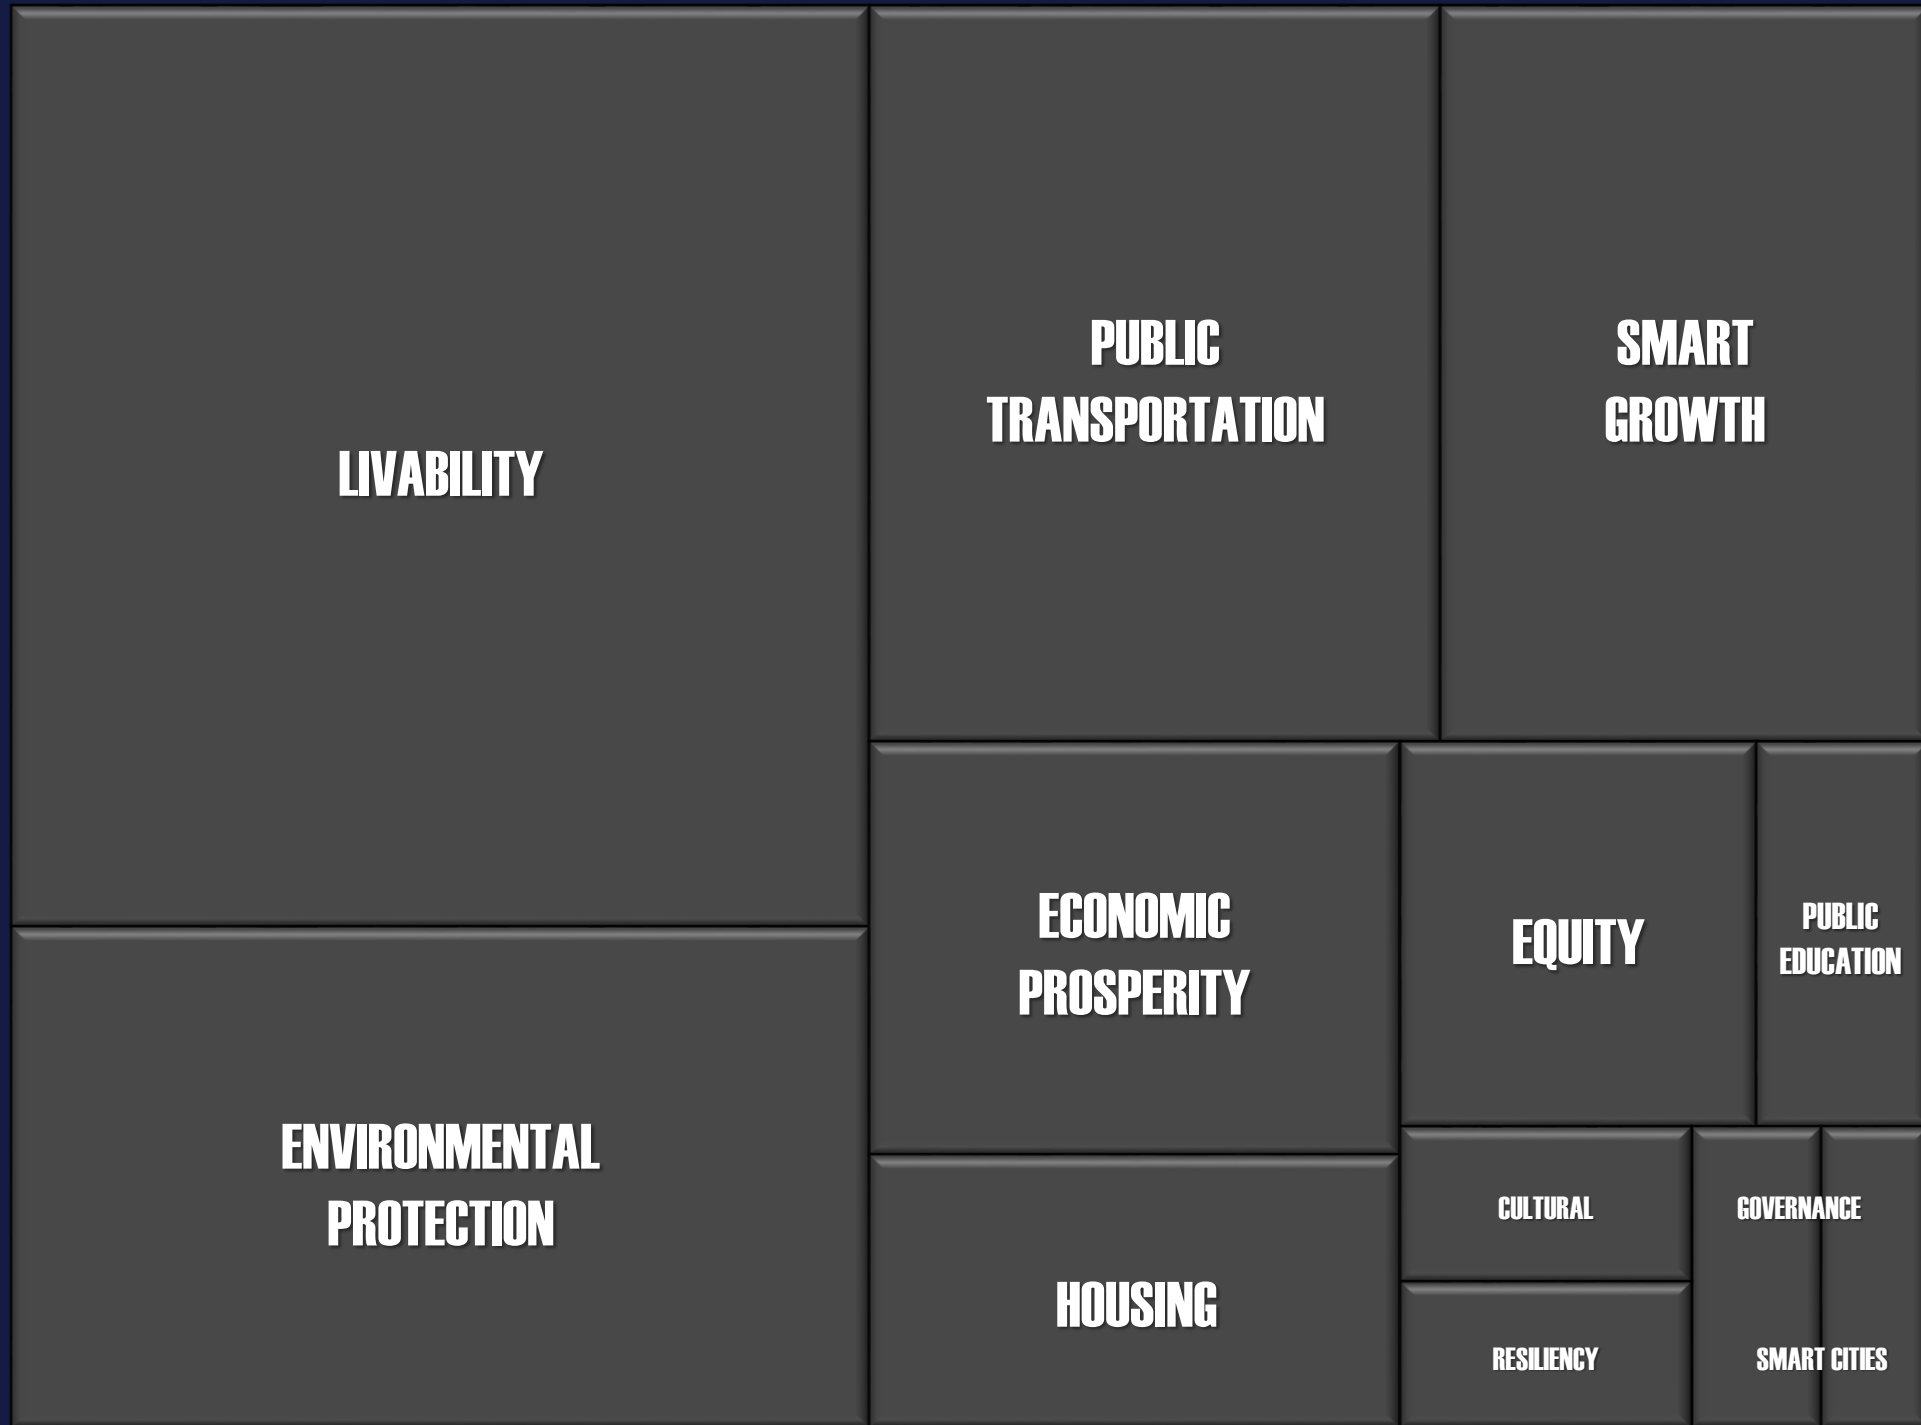 LIVABILITY
PUBLIC
TRANSPORTATION
SMART
GROWTH
ENVIRONMENTAL
PROTECTION
ECONOMIC
PROSPERITY
HOUSING
EQUITY
PUBLIC
EDUCATION
CULTURAL
GOVERNANCE
RESILIENCY
SMART CITIES